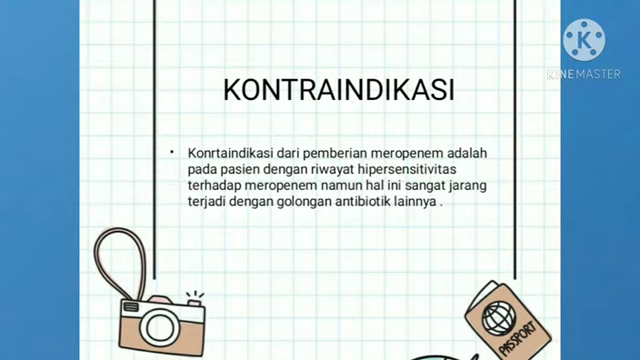 KINEMASTER
KONTRAINDIKASI
• Konrtaindikasi dari pemberian meropenem adalah
pada pasien dengan riwayat hipersensitivitas
terhadap meropenem namun hal ini sangat jarang
terjadi dengan golongan antibiotik lainnya .
PASSPORT